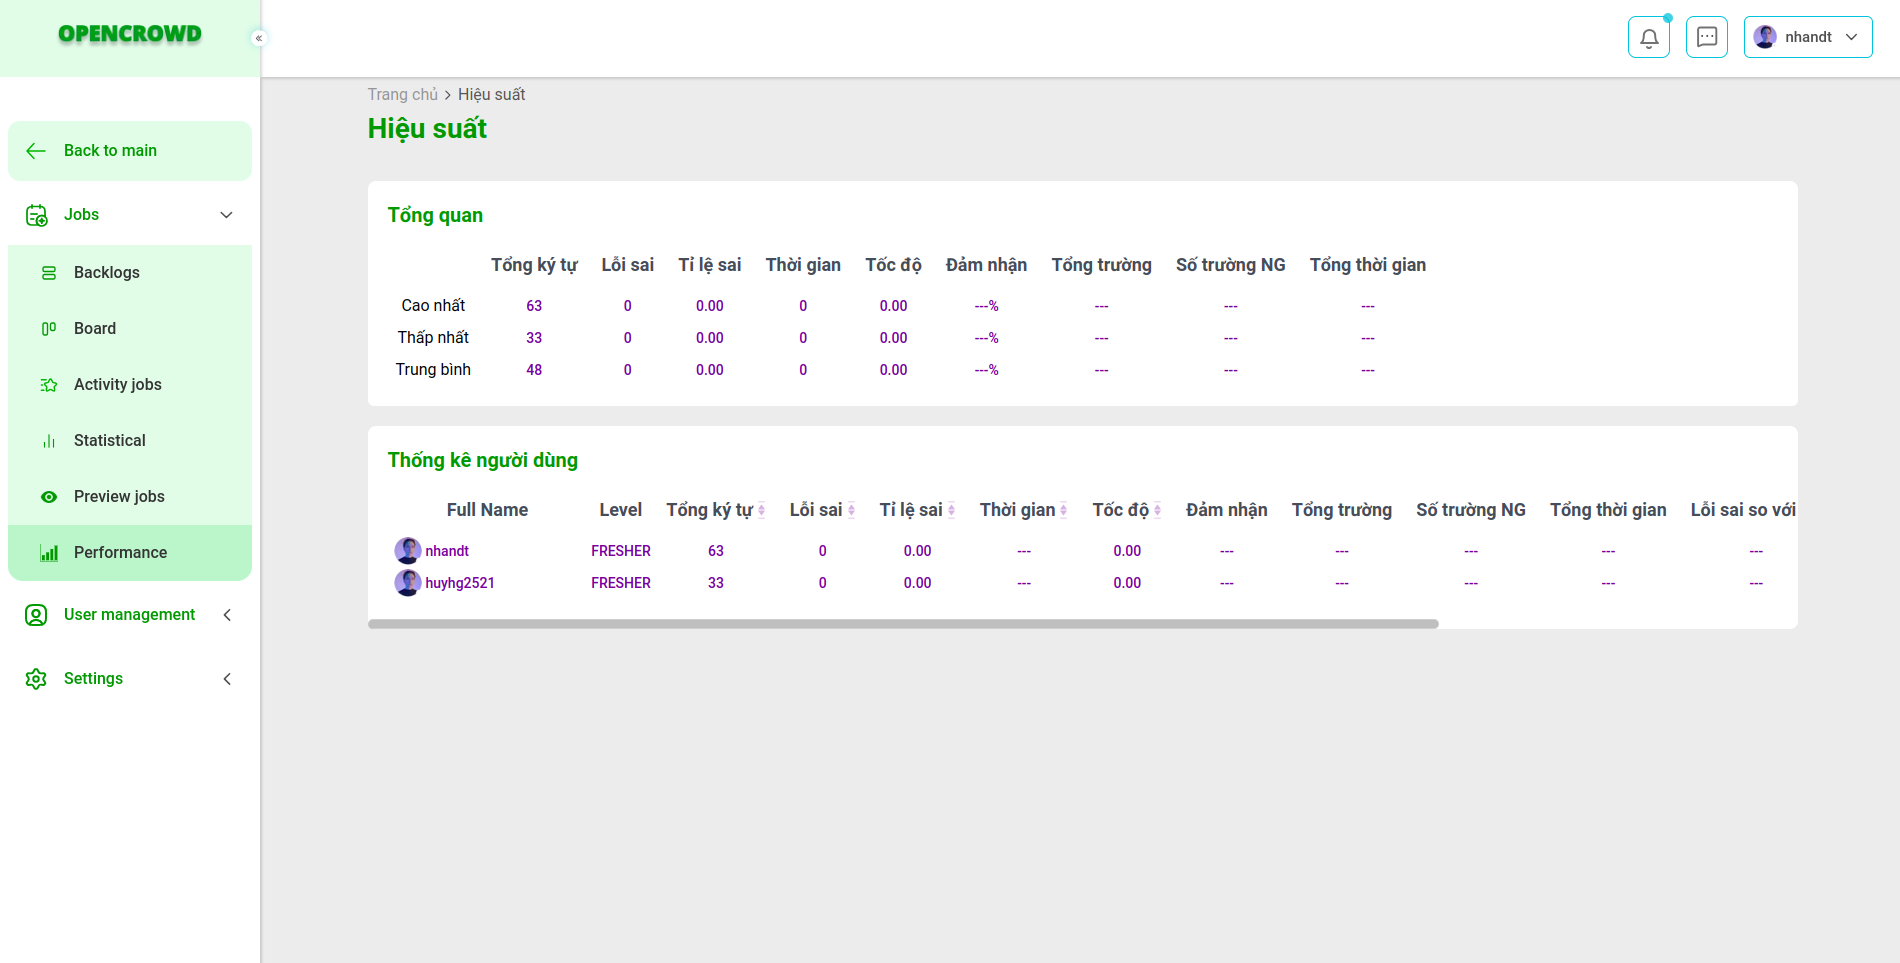 OPENCROWD
«
nhandt
Trang chủ > Hiệu suất
Hiệu suất
Back to main
Jobs
Backlogs
Board
Activity jobs
Statistical
Preview jobs
Performance
User management
Settings
Tổng quan
Tổng ký tự Lỗi sai Tỉ lệ sai Thời gian Tốc độ Đảm nhận Tổng trường Số trường NG Tổng thời gian
Cao nhất 63 0 0.00 0 0.00 ---% --- --- ---
Thấp nhất 33 0 0.00 0 0.00 ---% --- --- ---
Trung bình 48 0 0.00 0 0.00 ---% --- --- ---
Thống kê người dùng
Full Name Level Tổng ký tự Lỗi sai Tỉ lệ sai Thời gian Tốc độ Đảm nhận Tổng trường Số trường NG Tổng thời gian Lỗi sai so với
nhandt FRESHER 63 0 0.00 --- 0.00 --- --- --- --- ---
huyhg2521 FRESHER 33 0 0.00 --- 0.00 --- --- --- --- ---